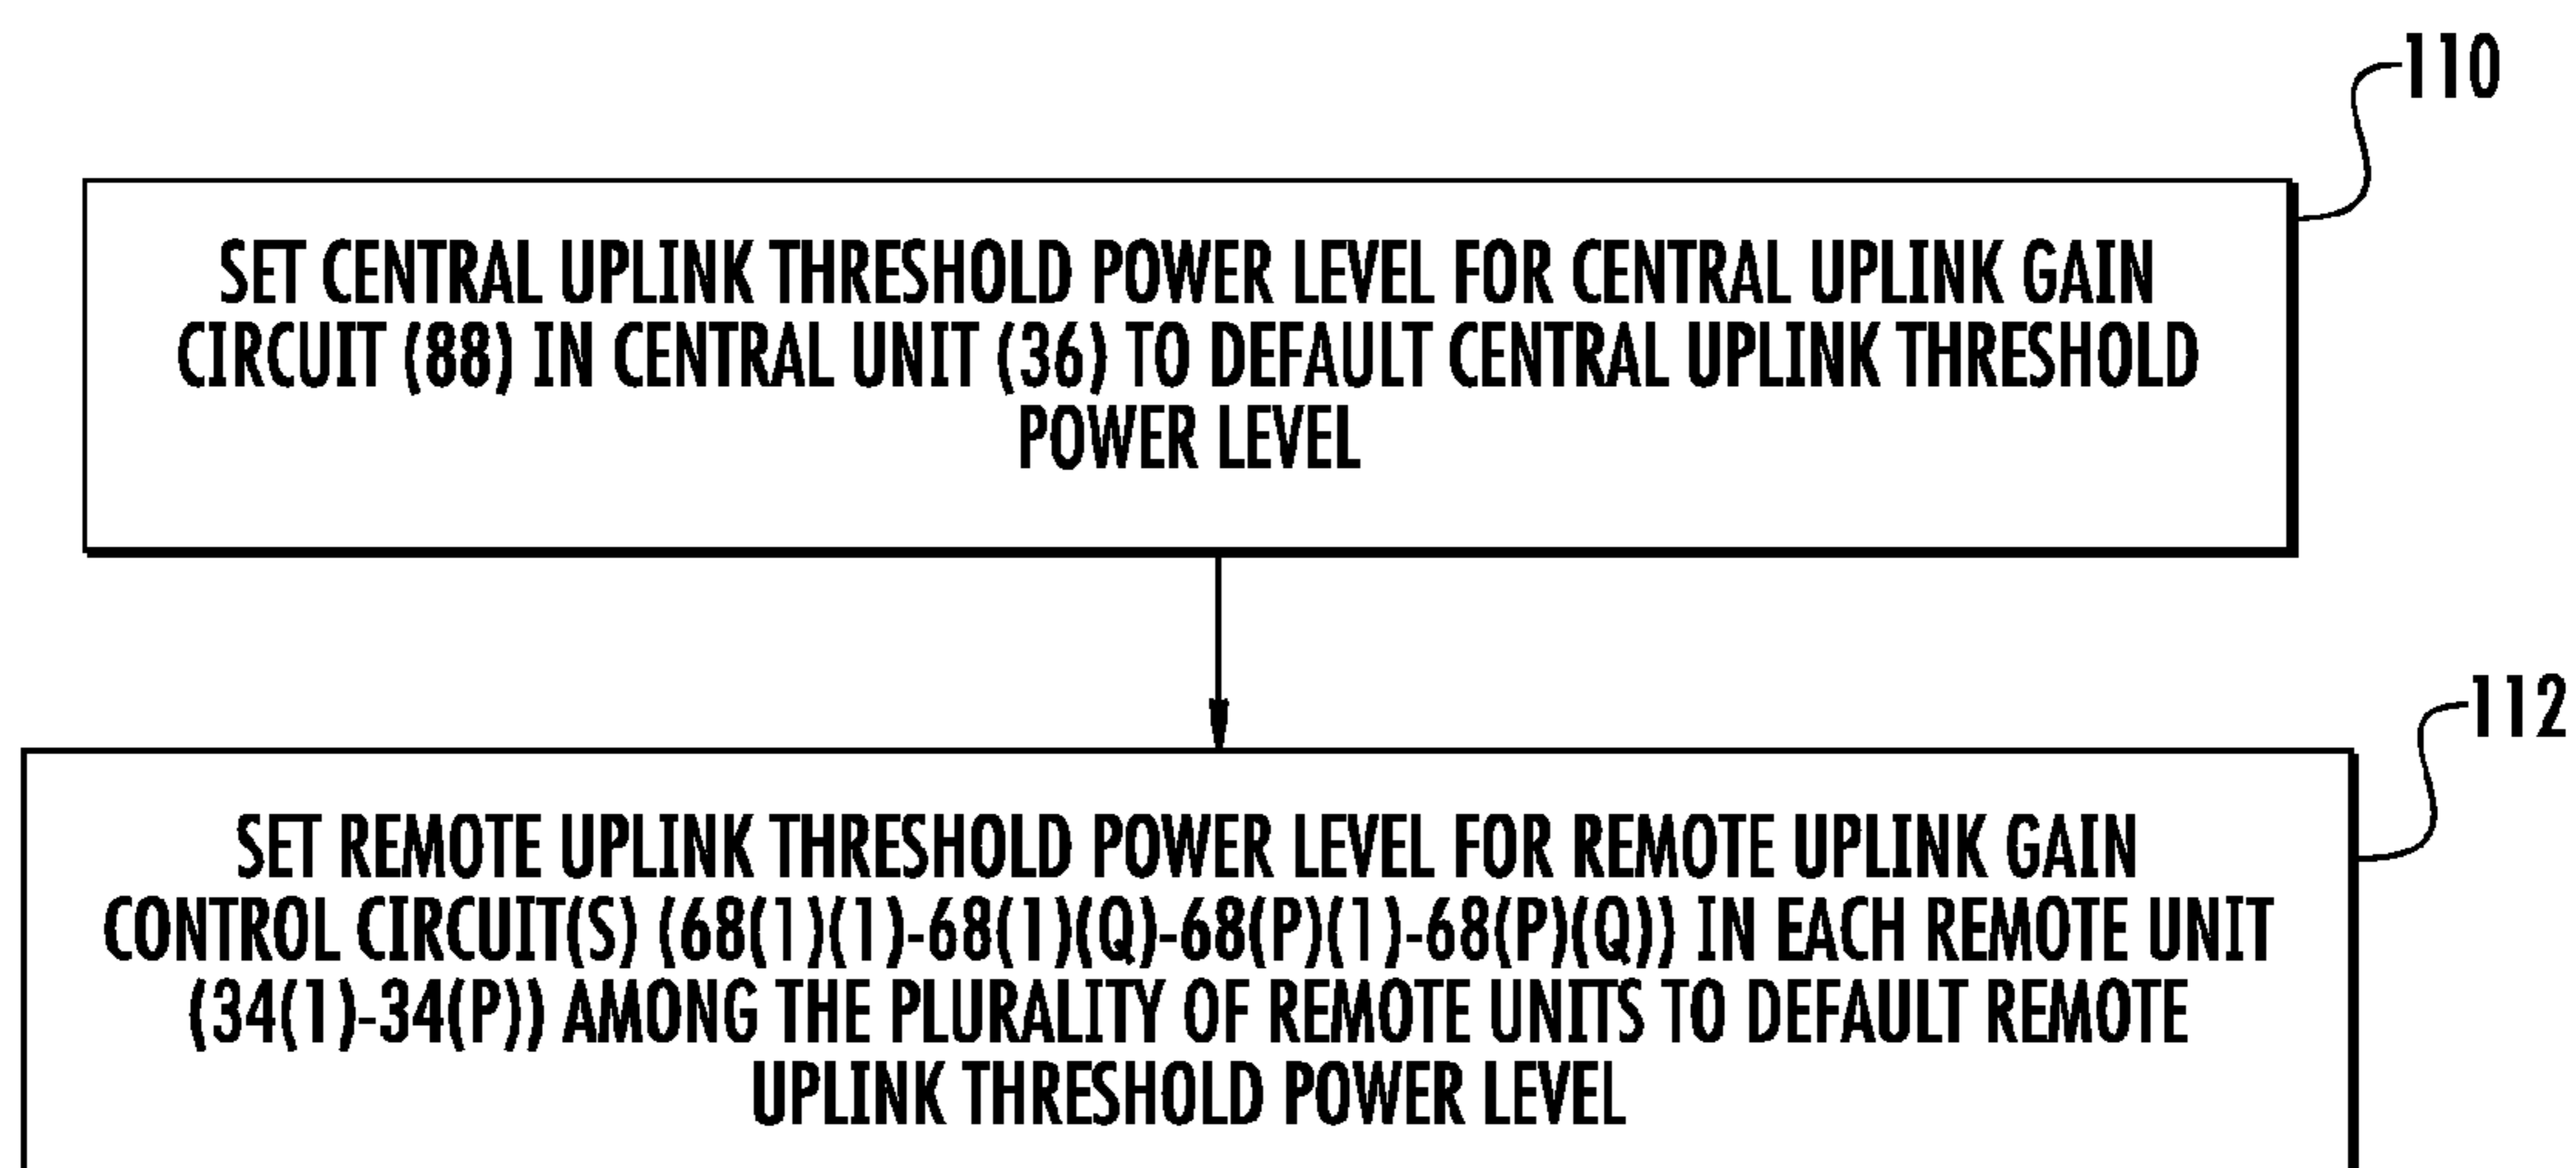 110
SET CENTRAL UPLINK THRESHOLD POWER LEVEL FOR CENTRAL UPLINK GAIN
CIRCUIT (88) IN CENTRAL UNIT (36) TO DEFAULT CENTRAL UPLINK THRESHOLD
POWER LEVEL
112
SET REMOTE UPLINK THRESHOLD POWER LEVEL FOR REMOTE UPLINK GAIN
CONTROL CIRCUIT(S) (68(1)(1)-68(1)(Q)-68(P)(1)-68(P)(Q)) IN EACH REMOTE UNIT
(34(1)-34(P)) AMONG THE PLURALITY OF REMOTE UNITS TO DEFAULT REMOTE
UPLINK THRESHOLD POWER LEVEL